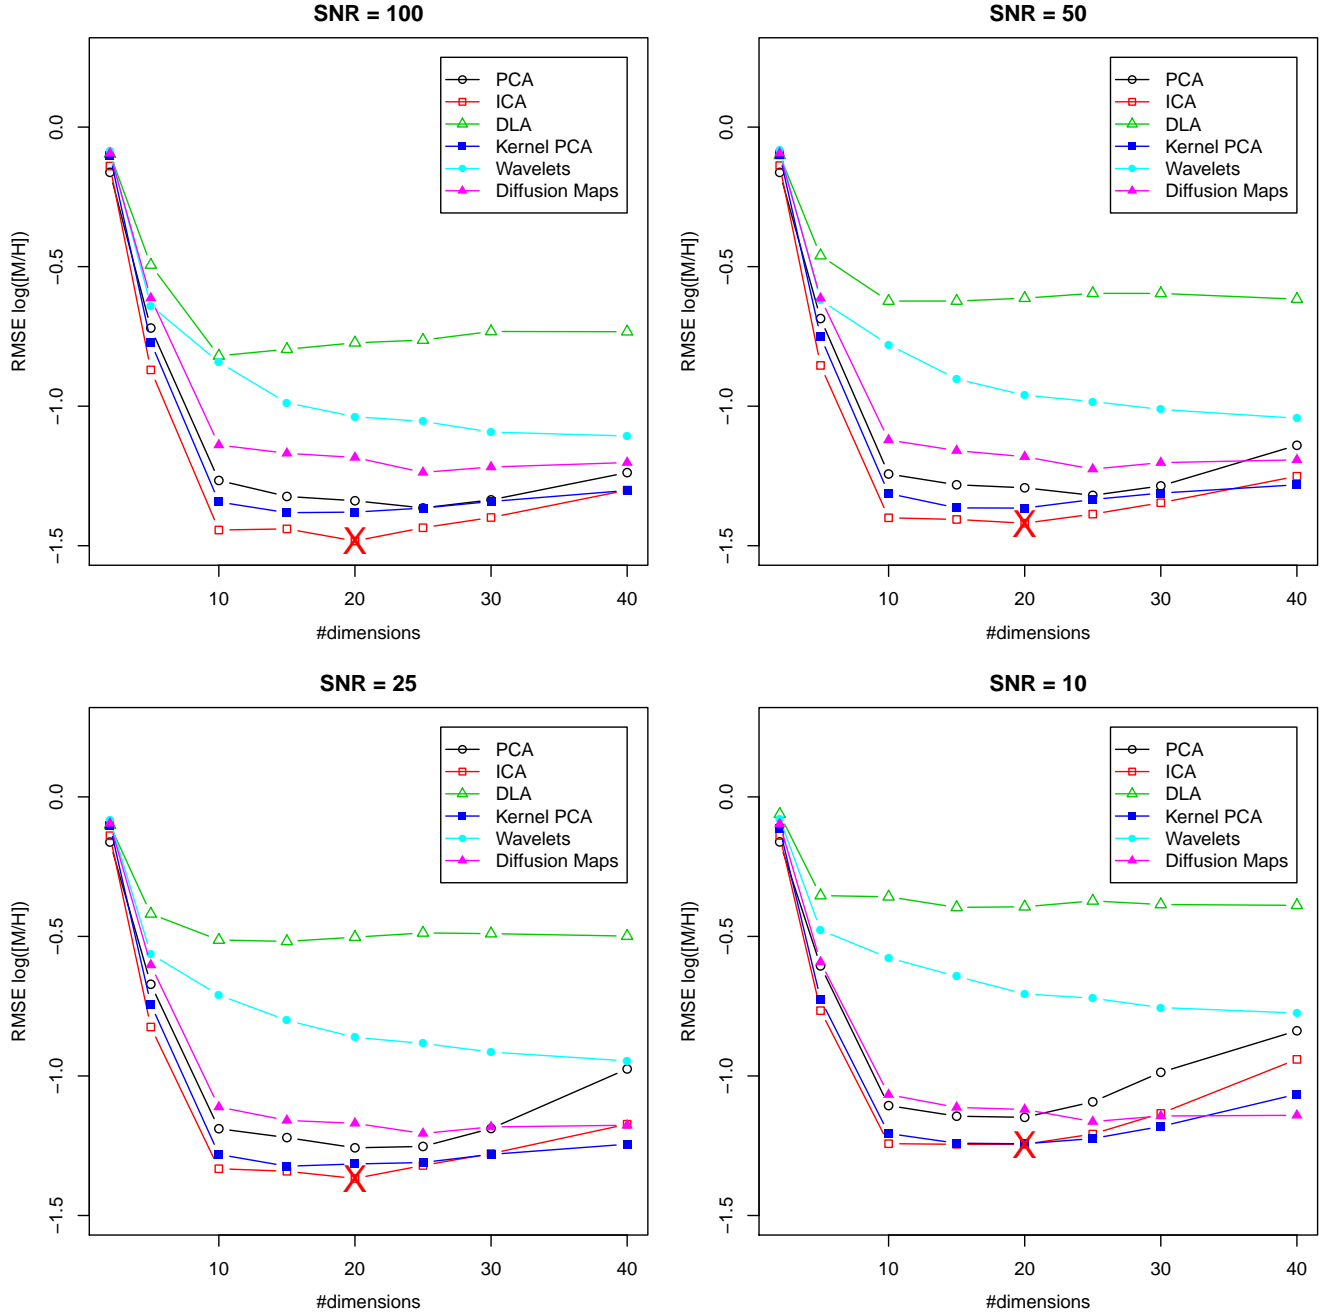 SNR = 100
RMSE log([M/H])
0.0
−0.5
−1.0
−1.5
PCA
ICA
DLA
Kernel PCA
Wavelets
Diffusion Maps
10 20 30 40
#dimensions
SNR = 50
RMSE log([M/H])
0.0
−0.5
−1.0
−1.5
PCA
ICA
DLA
Kernel PCA
Wavelets
Diffusion Maps
10 20 30 40
#dimensions
SNR = 25
RMSE log([M/H])
0.0
−0.5
−1.0
−1.5
PCA
ICA
DLA
Kernel PCA
Wavelets
Diffusion Maps
10 20 30 40
#dimensions
SNR = 10
RMSE log([M/H])
0.0
−0.5
−1.0
−1.5
PCA
ICA
DLA
Kernel PCA
Wavelets
Diffusion Maps
10 20 30 40
#dimensions